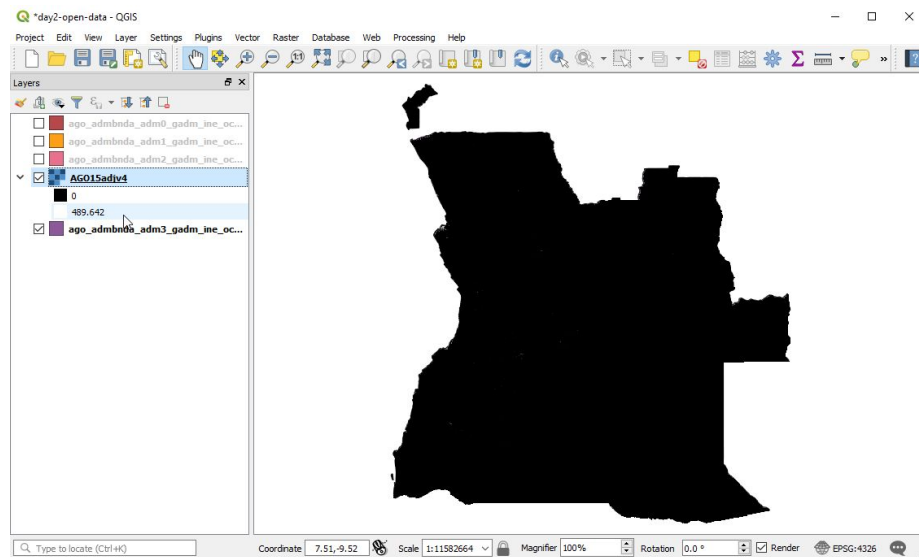 *day2-open-data - QGIS
Project Edit View Layer Settings Plugins Vector Raster Database Web Processing Help
Layers
ago_admbnda_adm0_gadm_ine_oc...
ago_admbnda_adm1_gadm_ine_oc...
ago_admbnda_adm2_gadm_ine_oc...
AGO15adjv4
0
489.642
ago_admbnda_adm3_gadm_ine_oc...
Type to locate (Ctrl+K) Coordinate 7.51,-9.52 Scale 1:11582664 Magnifier 100% Rotation 0.0 ° Render EPSG:4326